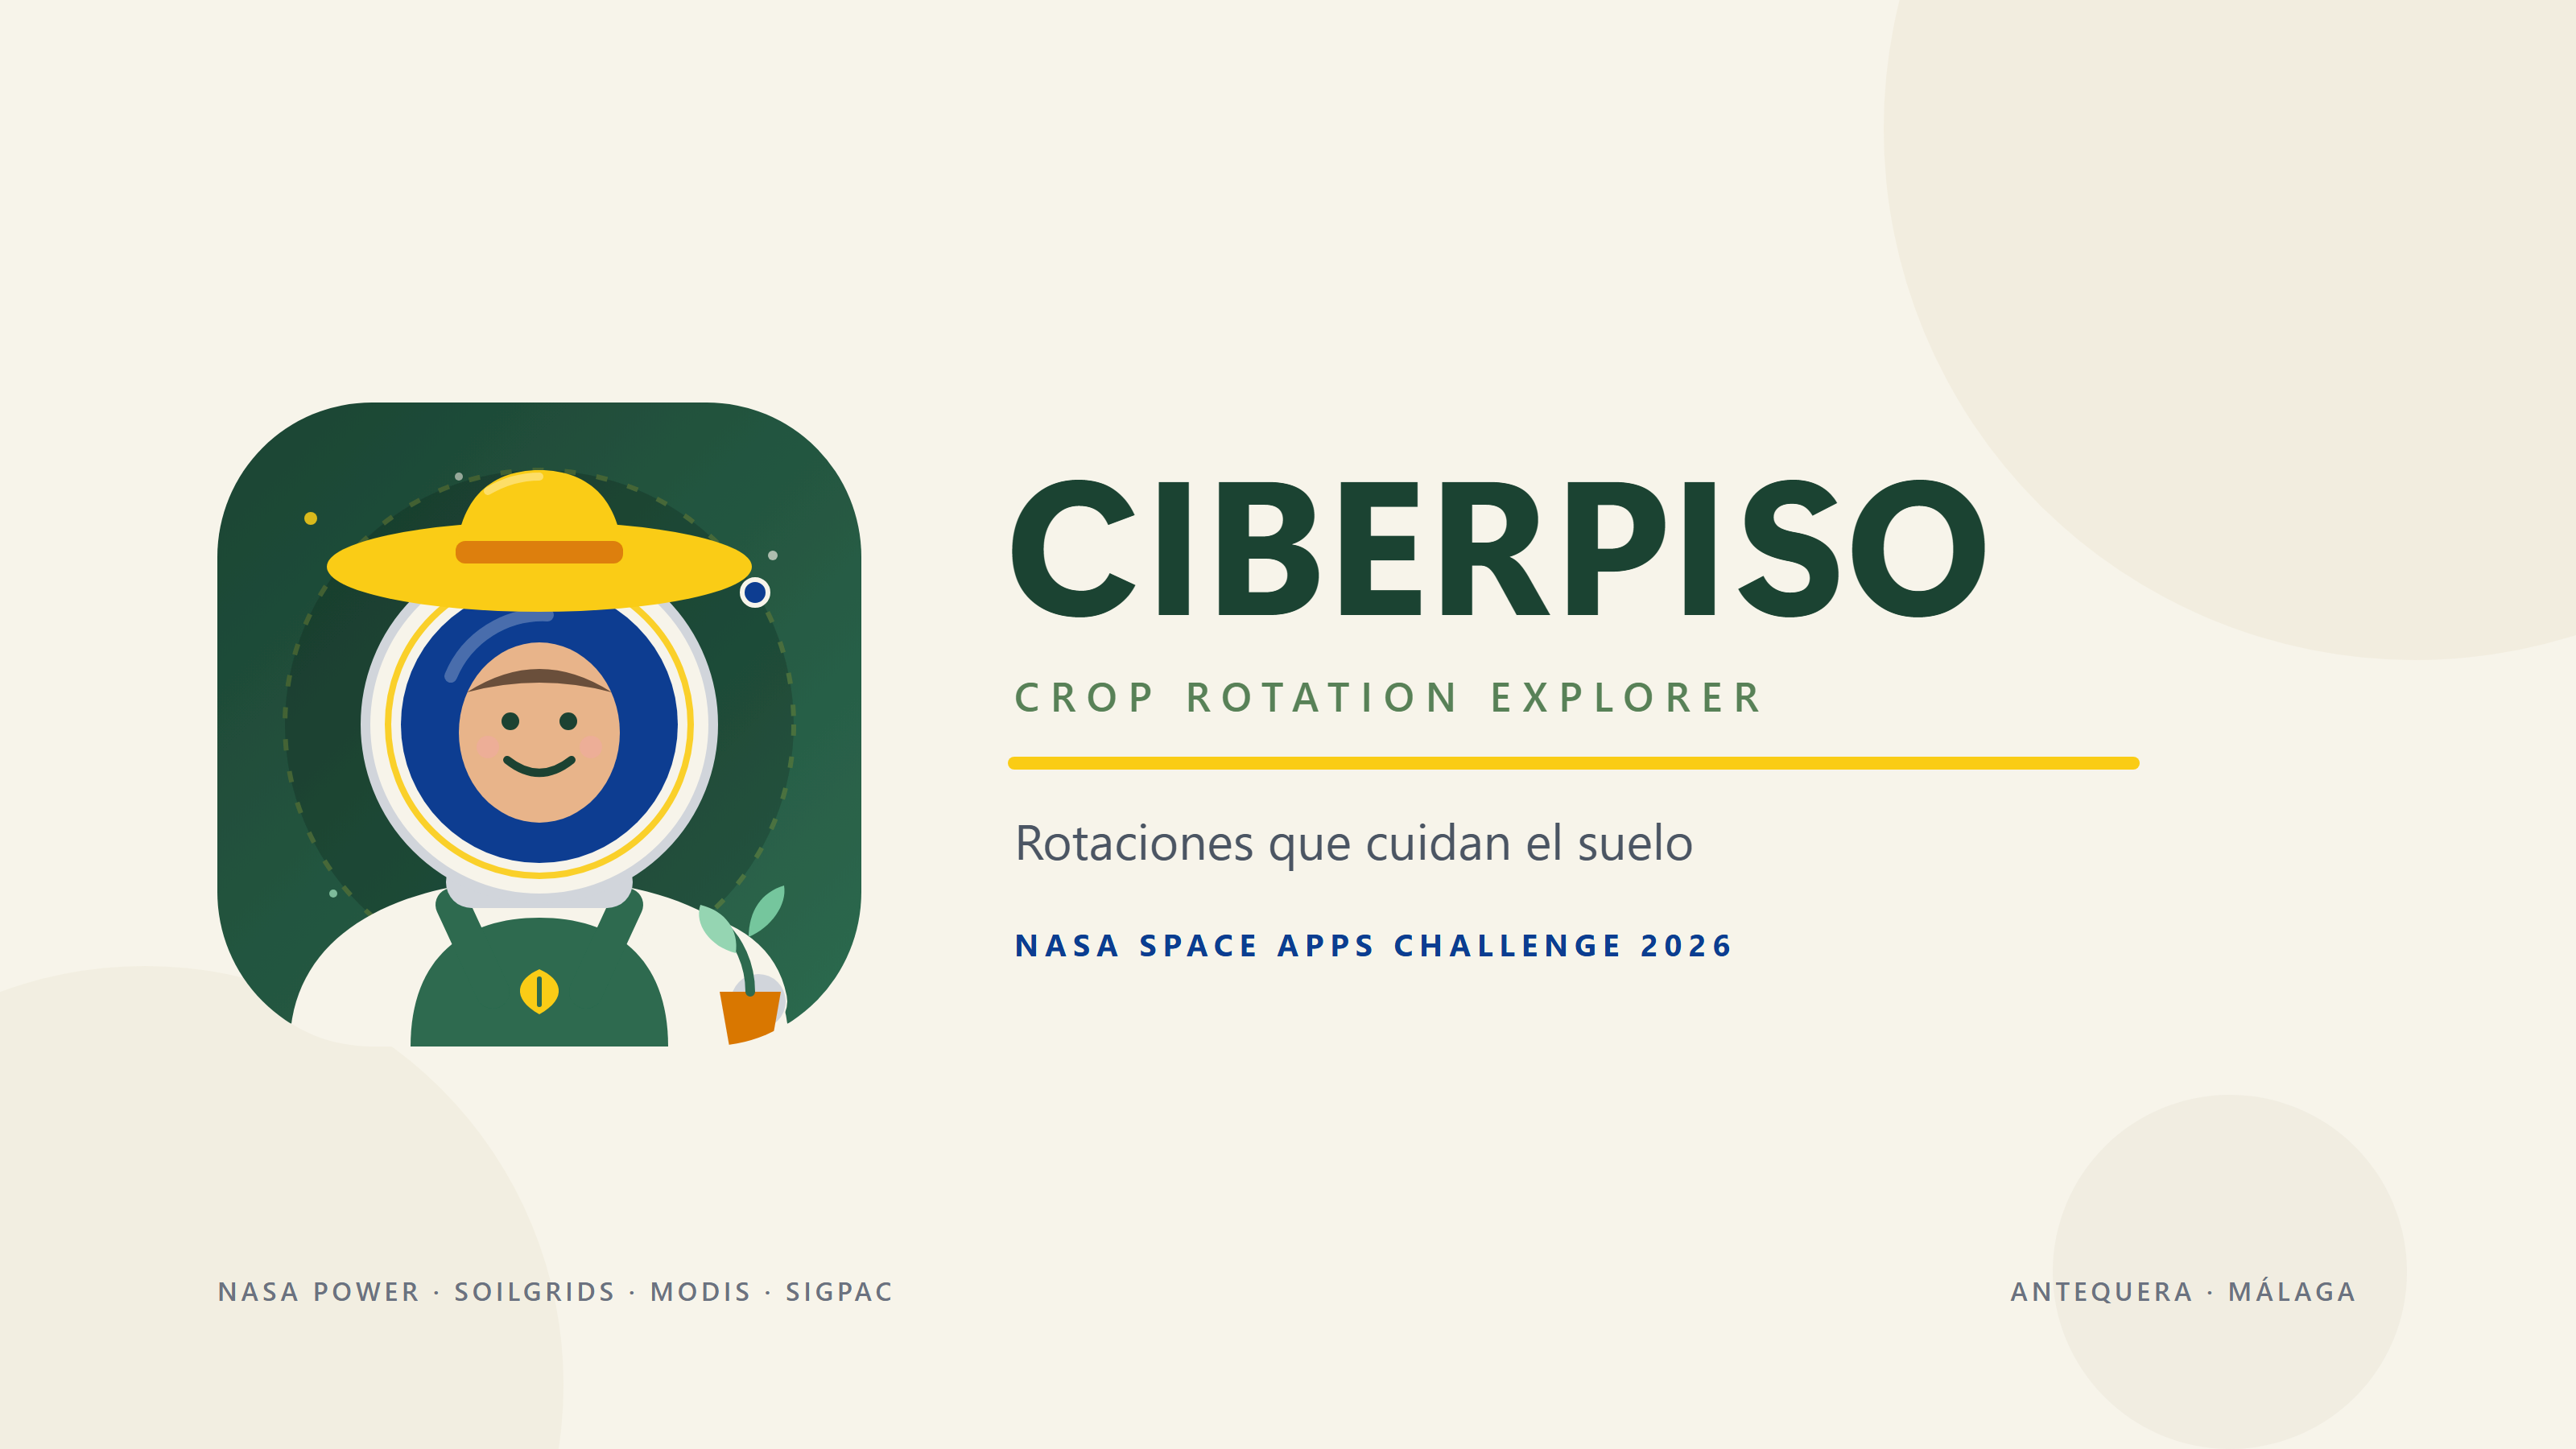 CIBERPISO
CROP ROTATION EXPLORER
Rotaciones que cuidan el suelo
NASA SPACE APPS CHALLENGE 2026
NASA POWER · SOILGRIDS · MODIS · SIGPAC
ANTEQUERA · MÁLAGA